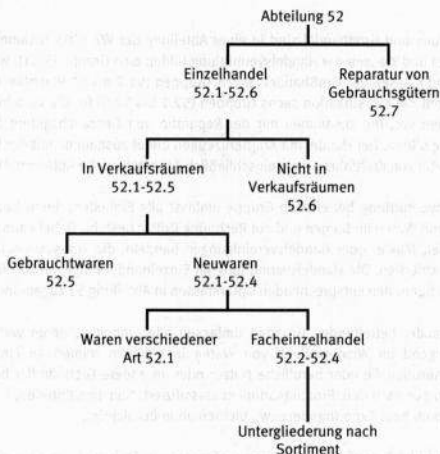 Abteilung 52
Einzelhandel
52.1-52.6
Reparatur von
Gebrauchsgütern
52.7
In Verkaufsräumen
52.1-52.5
Nicht in
Verkaufsräumen
52.6
Gebrauchtwaren
52.5
Neuwaren
52.1-52.4
Waren verschiedener
Art 52.1
Facheinzelhandel
52.2-52.4
Untergliederung nach
Sortiment